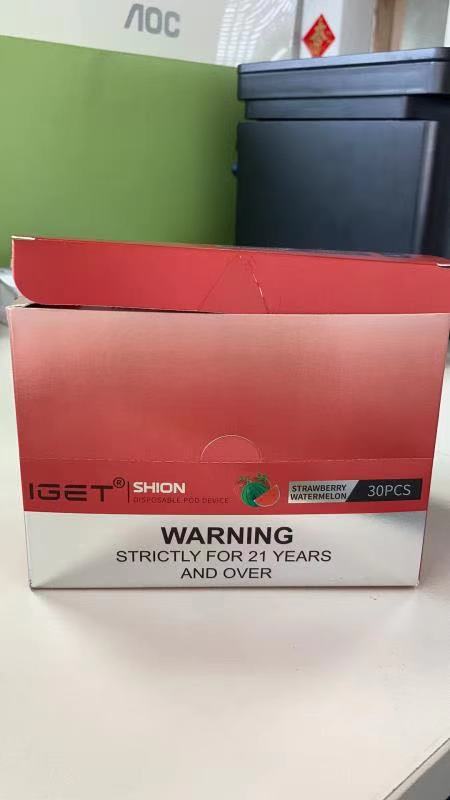 AOC
IGET® SHION
DISPOSABLE POD DEVICE
STRAWBERRY
WATERMELON
30PCS
WARNING
STRICTLY FOR 21 YEARS
AND OVER